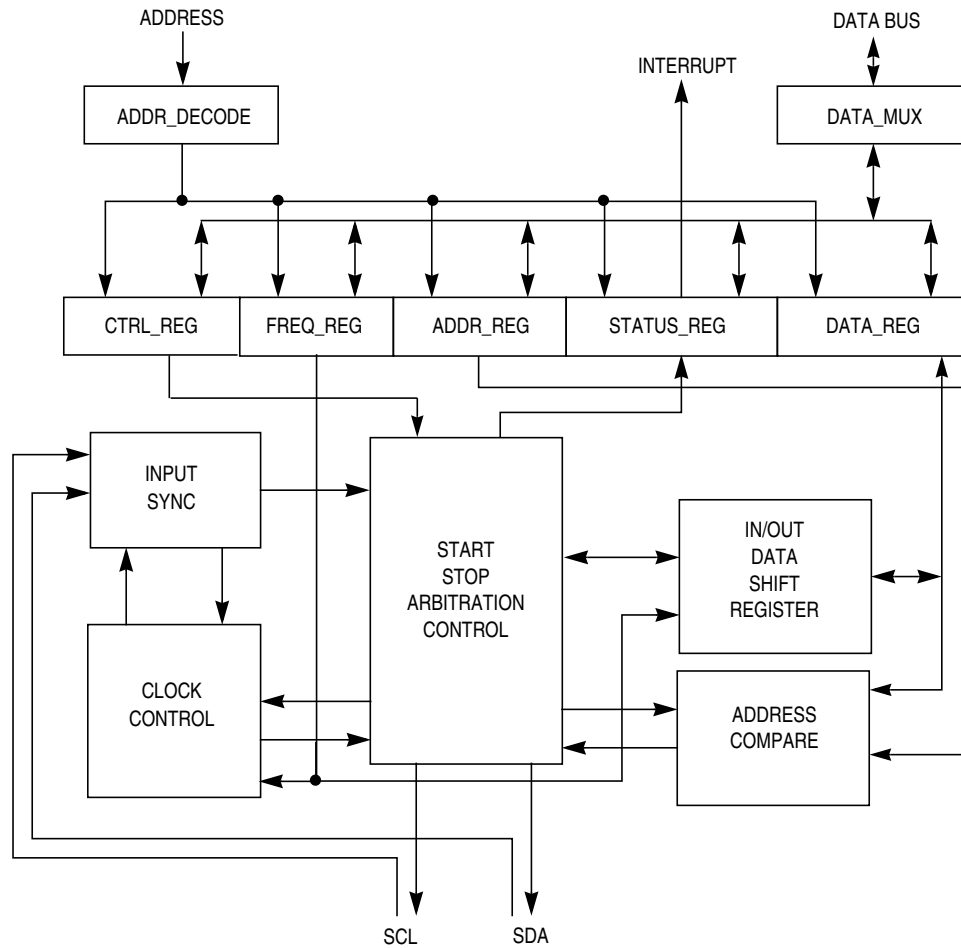 ADDRESS
DATA BUS
INTERRUPT
ADDR_DECODE
DATA_MUX
CTRL_REG
FREQ_REG
ADDR_REG
STATUS_REG
DATA_REG
INPUT
SYNC
START
STOP
ARBITRATION
CONTROL
IN/OUT
DATA
SHIFT
REGISTER
CLOCK
CONTROL
ADDRESS
COMPARE
SCL
SDA